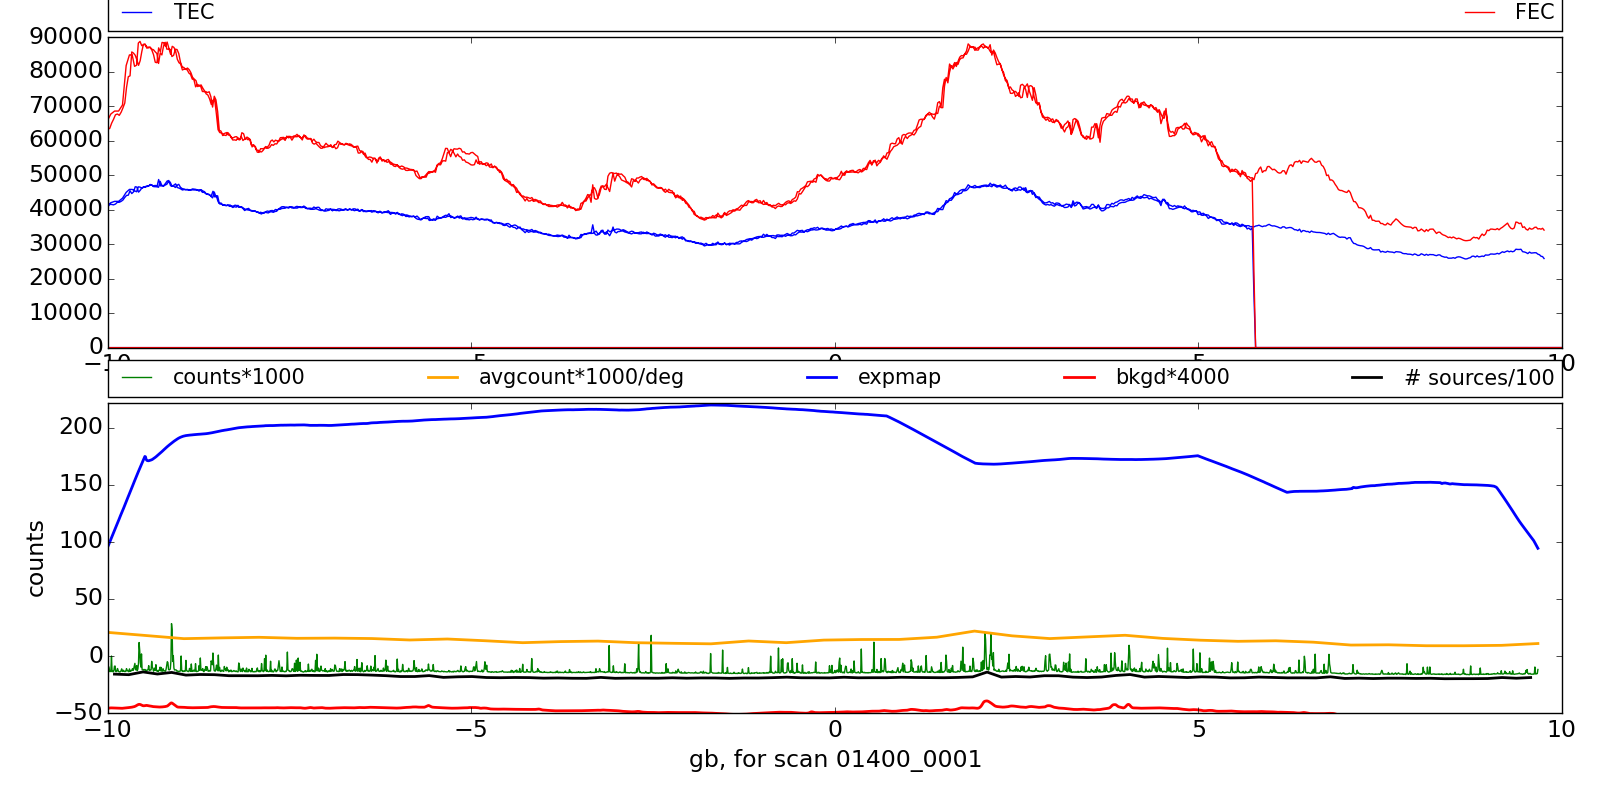 TEC FEC
90000
80000
70000
60000
50000
40000
30000
20000
10000
0
−10 −5 0 5 10
counts*1000 avgcount*1000/deg expmap bkgd*4000 # sources/100
200
150
100
50
0
−50
counts
−10 −5 0 5 10
gb, for scan 01400_0001